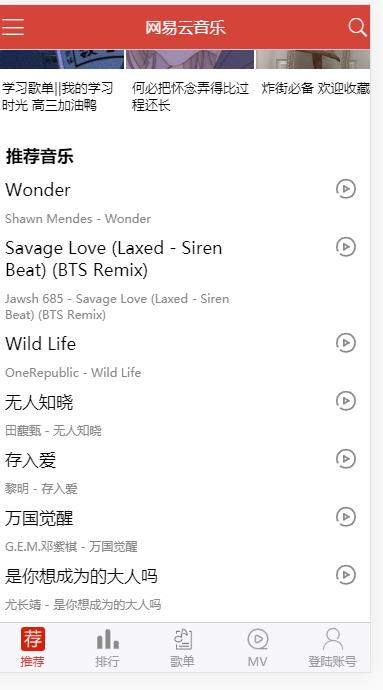 网易云音乐
学习歌单||我的学习
时光 高三加油鸭
何必把怀念弄得比过
程还长
炸街必备 欢迎收藏
推荐音乐
Wonder
Shawn Mendes - Wonder
Savage Love (Laxed - Siren
Beat) (BTS Remix)
Jawsh 685 - Savage Love (Laxed - Siren
Beat) (BTS Remix)
Wild Life
OneRepublic - Wild Life
无人知晓
田馥甄 - 无人知晓
存入爱
黎明 - 存入爱
万国觉醒
G.E.M.邓紫棋 - 万国觉醒
是你想成为的大人吗
尤长靖 - 是你想成为的大人吗
荐
推荐
排行
歌单
MV
登陆账号